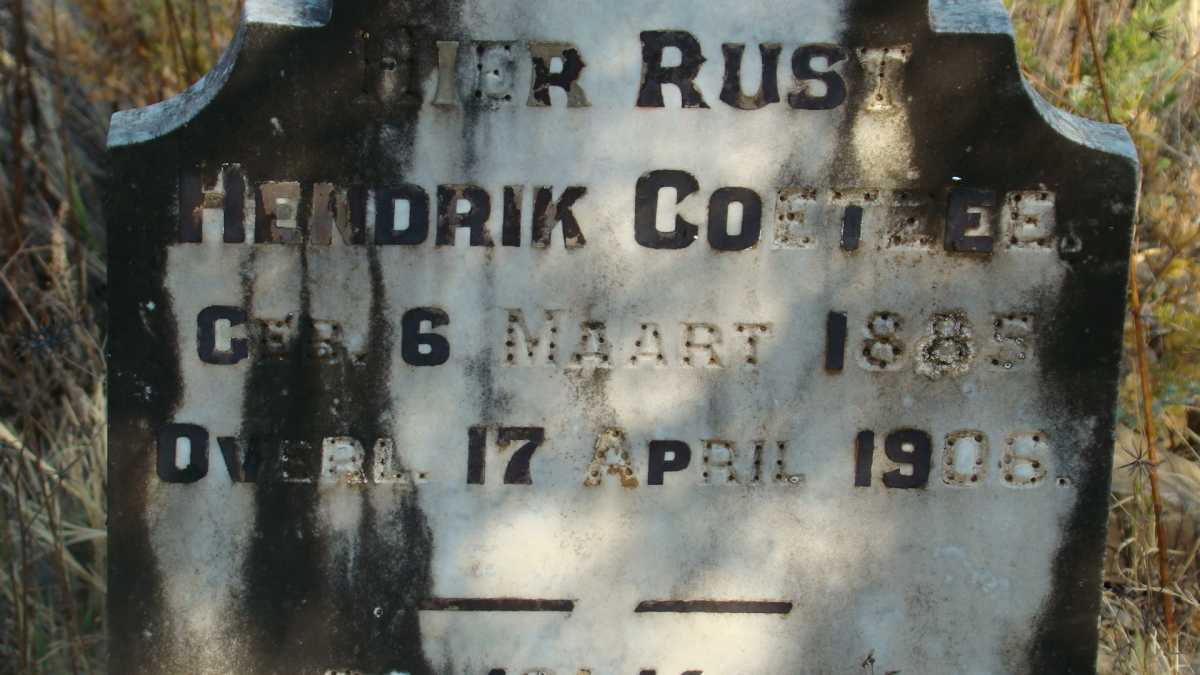 HIER RUST
HENDRIK COETZEE.
GEB. 6 MAART 1885
OVERL. 17 APRIL 1906.